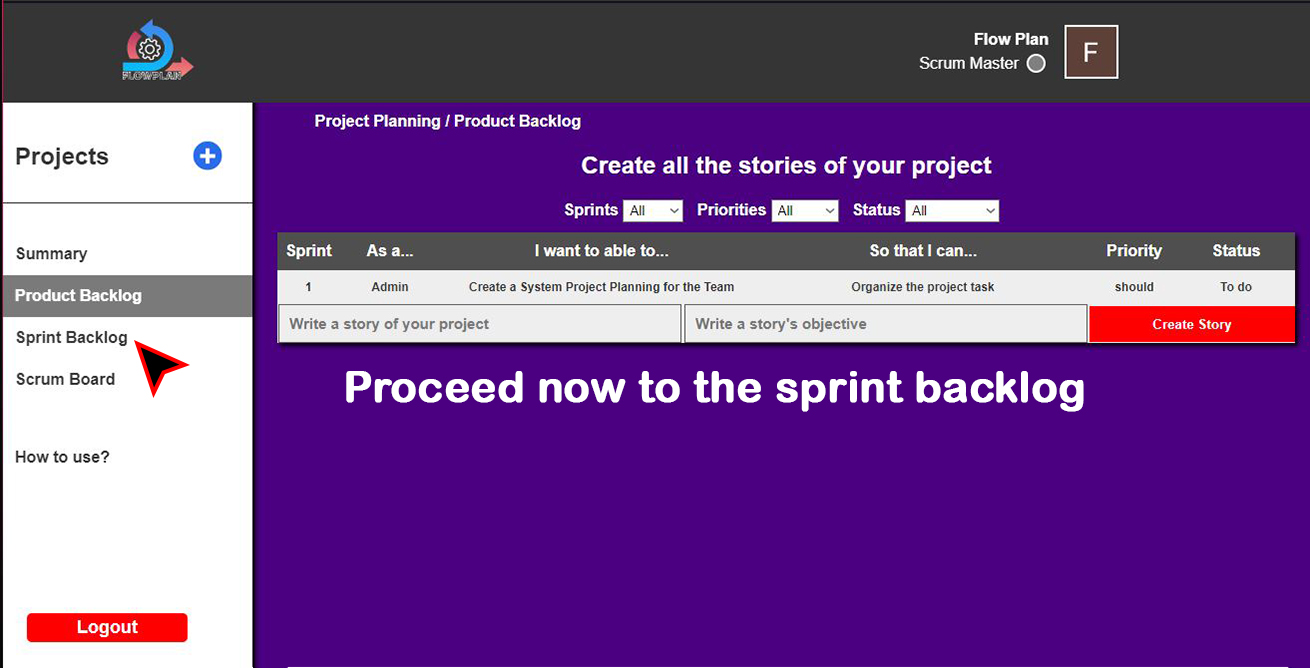 FLOWPLAN
Flow Plan
Scrum Master
F
Projects
Summary
Product Backlog
Sprint Backlog
Scrum Board
How to use?
Logout
Project Planning / Product Backlog
Create all the stories of your project
Sprints All Priorities All Status All
Sprint As a... I want to able to... So that I can... Priority Status
1 Admin Create a System Project Planning for the Team Organize the project task should To do
Write a story of your project Write a story's objective Create Story
Proceed now to the sprint backlog